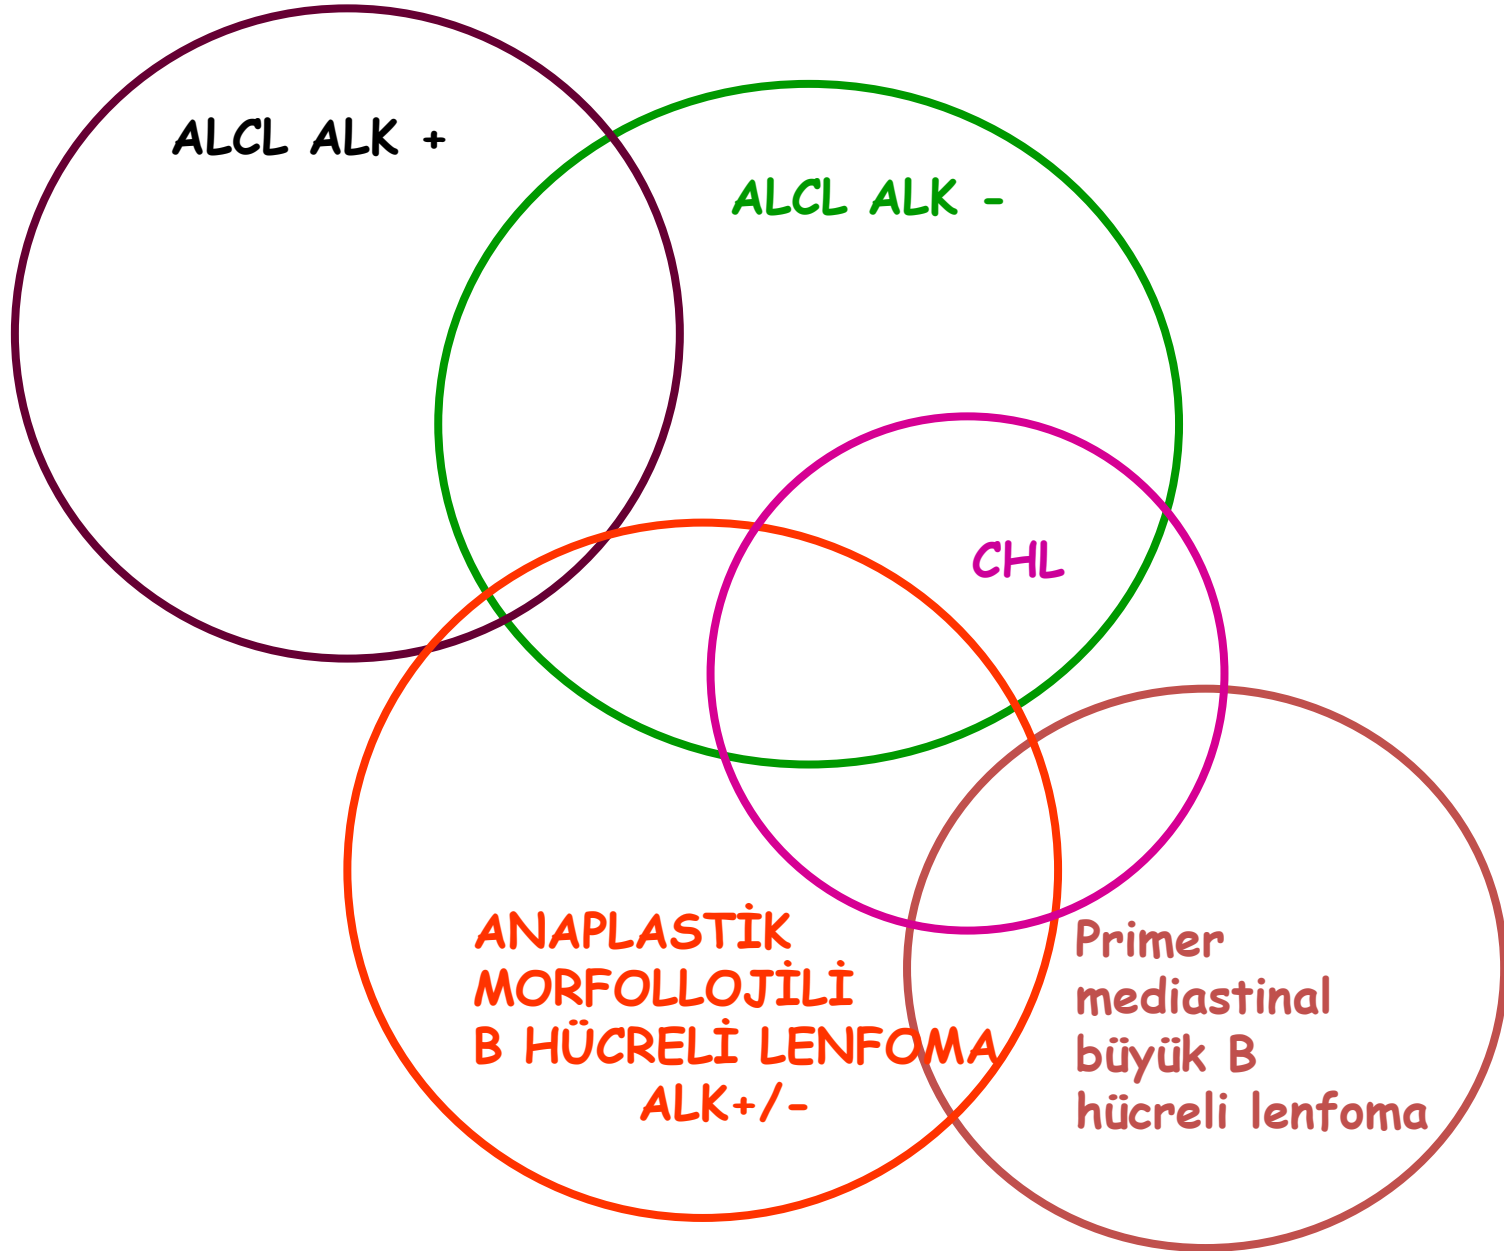 ALCL ALK +
ALCL ALK -
CHL
ANAPLASTİK
MORFOLLOJİLİ
B HÜCRELİ LENFOMA
ALK+/-
Primer
mediastinal
büyük B
hücreli lenfoma